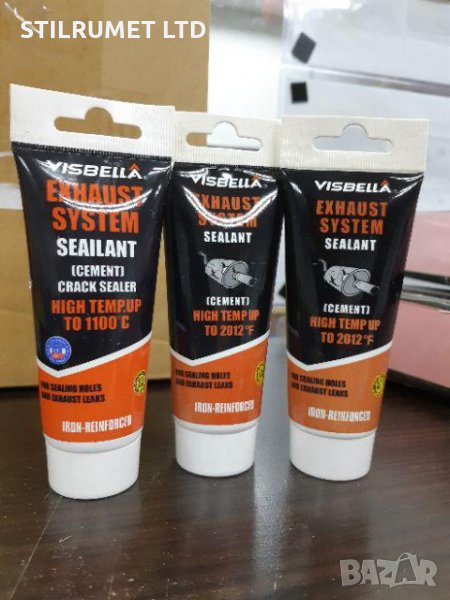 STILRUMET LTD
VISBELLA
EXHAUST
SYSTEM
SEAILANT
(CEMENT)
CRACK SEALER
HIGH TEMP.UP
TO 1100°C
FOR SEALING HOLES
AND EXHAUST LEAKS
IRON-REINFORCED
VISBELLA
EXHAUST
SYSTEM
SEALANT
(CEMENT)
HIGH TEMP UP
TO 2012°F
FOR SEALING HOLES
AND EXHAUST LEAKS
IRON-REINFORCED
VISBELLA
EXHAUST
SYSTEM
SEALANT
(CEMENT)
HIGH TEMP UP
TO 2012°F
FOR SEALING HOLES
AND EXHAUST LEAKS
IRON-REINFORCED
BAZAR